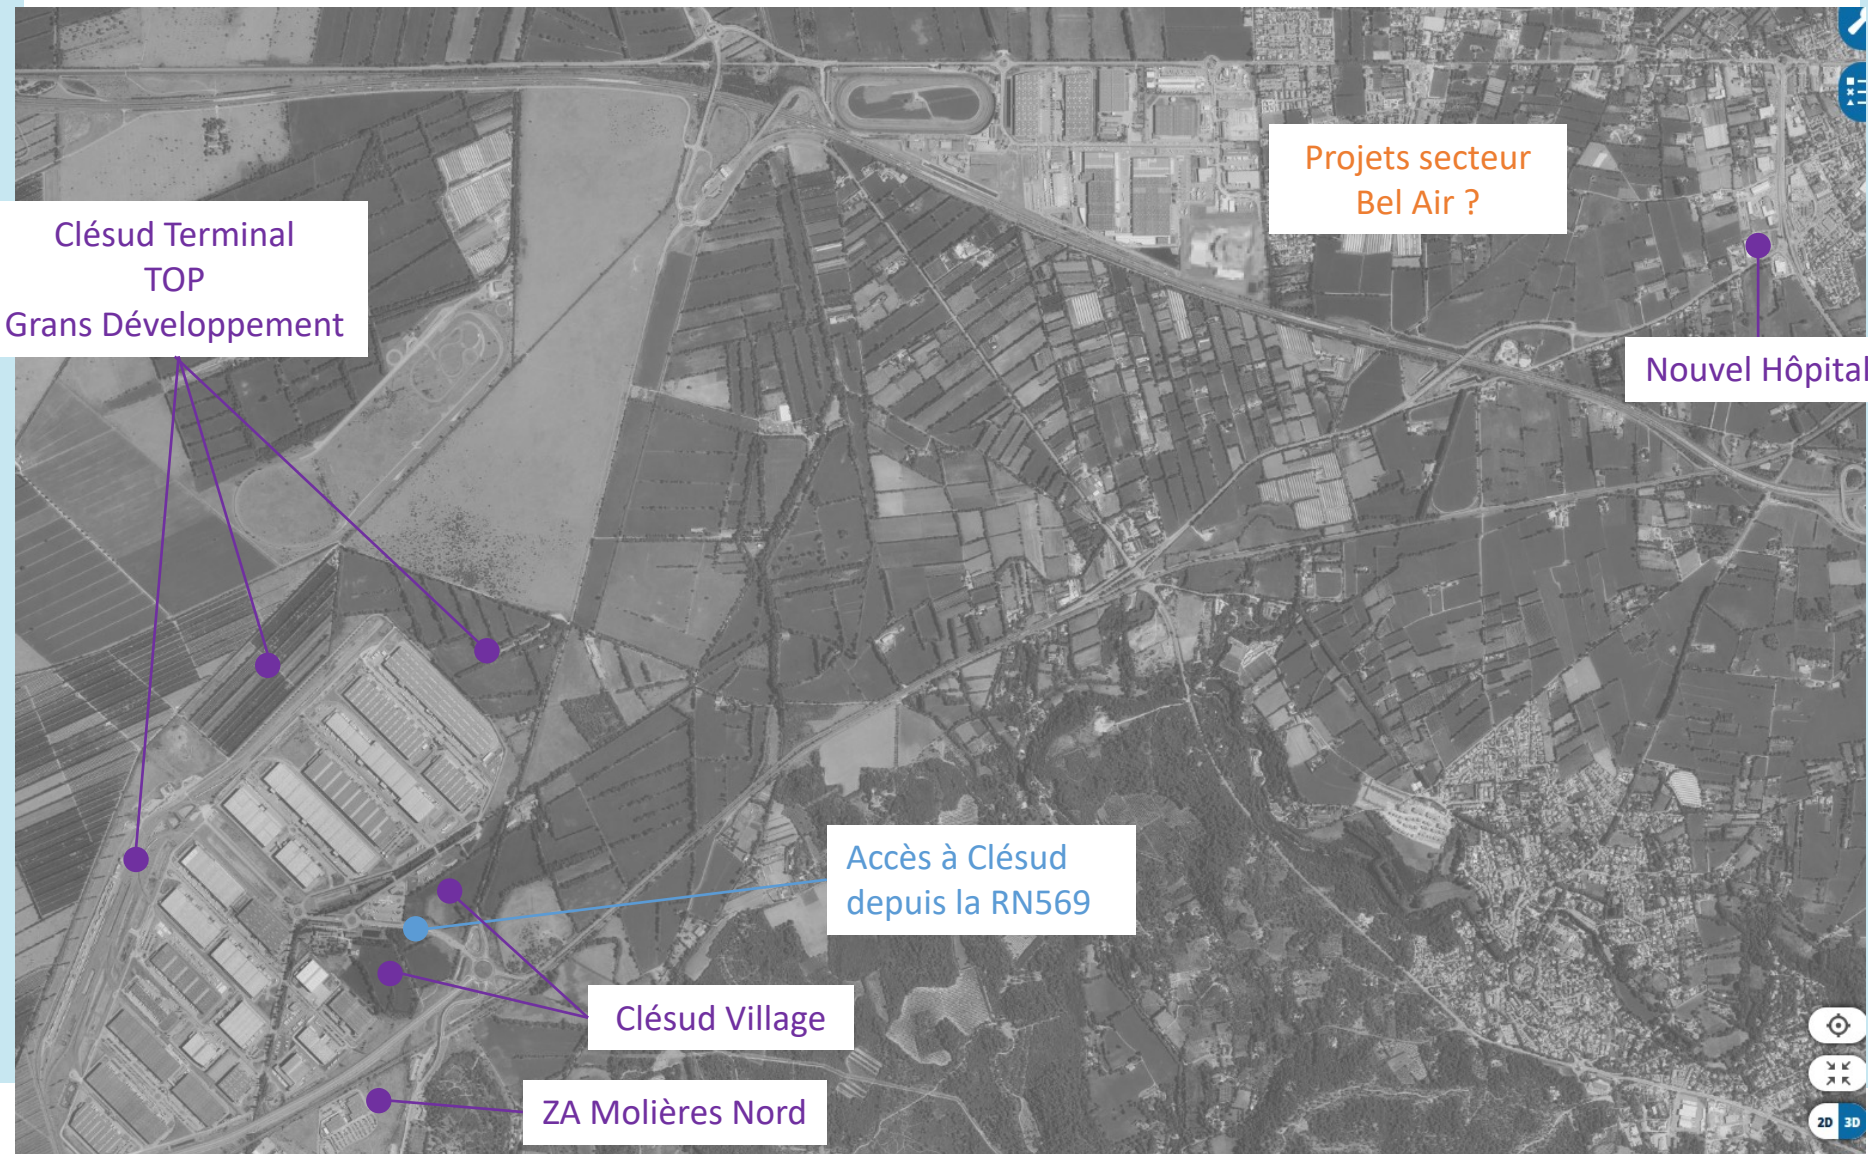 Projets secteur
Bel Air ?
Clésud Terminal
TOP
Grans Développement
Nouvel Hôpital
Accès à Clésud
depuis la RN569
Clésud Village
ZA Molières Nord
2D 3D